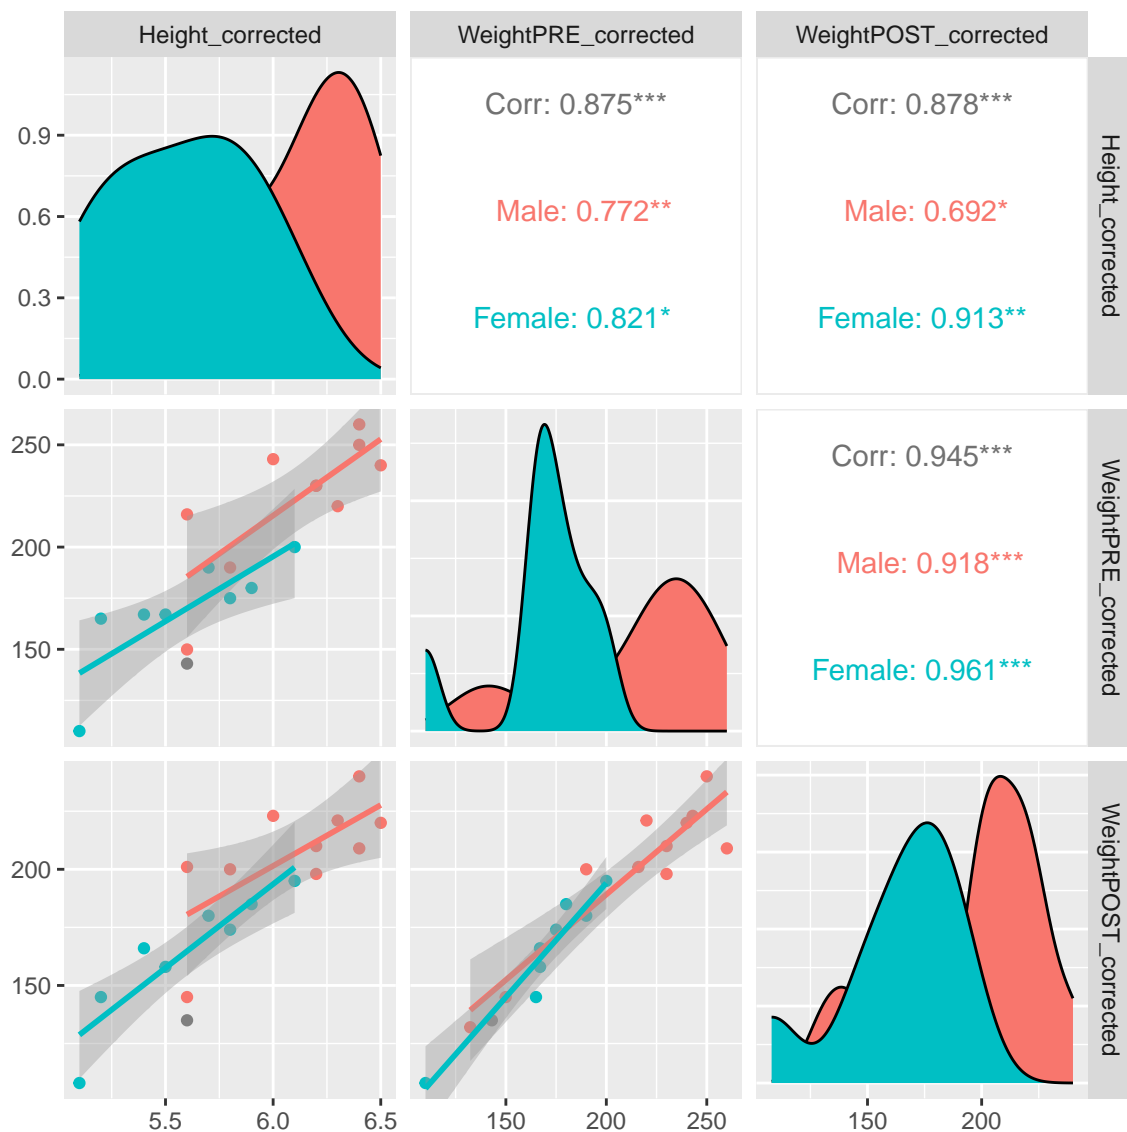 Height_corrected
WeightPRE_corrected
WeightPOST_corrected
0.9
0.6
0.3
0.0
Corr: 0.875***
Male: 0.772**
Female: 0.821*
Corr: 0.878***
Male: 0.692*
Female: 0.913**
Height_corrected
250
200
150
Corr: 0.945***
Male: 0.918***
Female: 0.961***
WeightPRE_corrected
200
150
WeightPOST_corrected
5.5
6.0
6.5
150
200
250
150
200